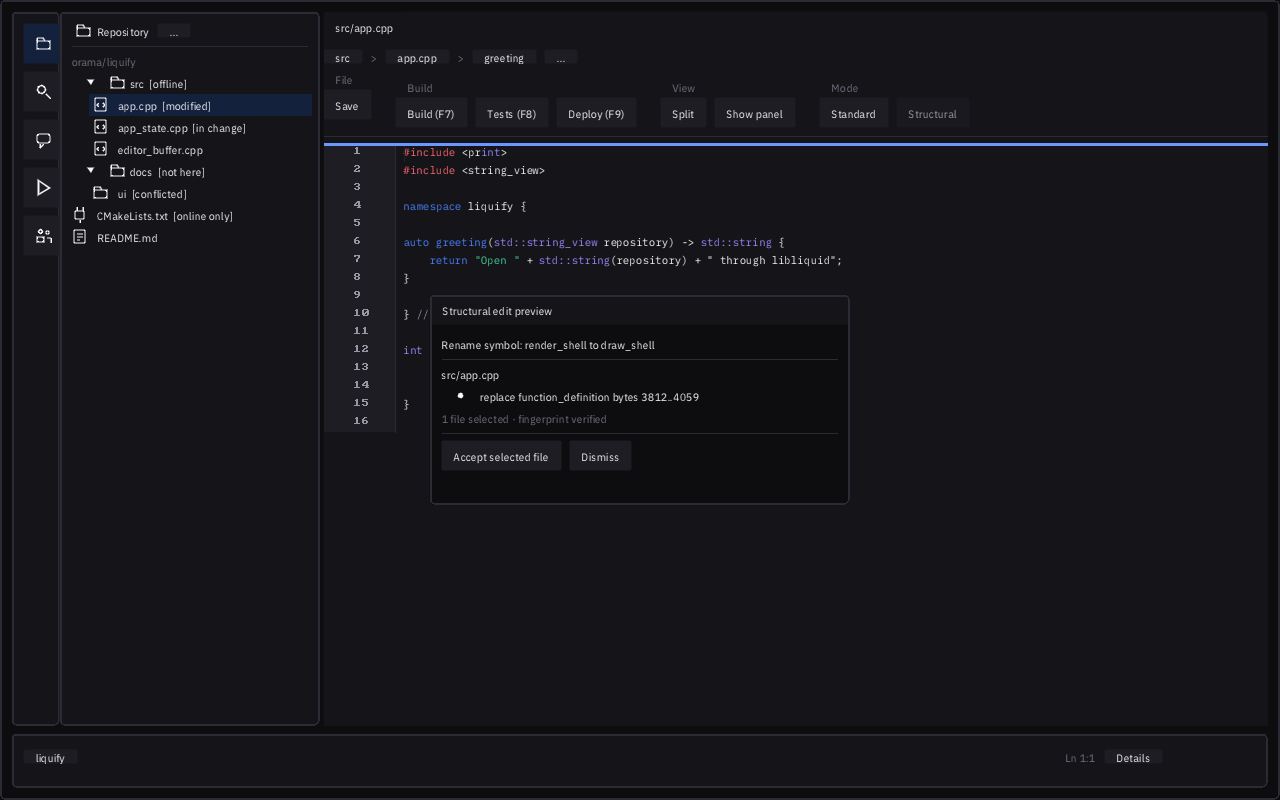 Repository ...
orama/liquify
src [offline]
app.cpp [modified]
app_state.cpp [in change]
editor_buffer.cpp
docs [not here]
ui [conflicted]
CMakeLists.txt [online only]
README.md
src/app.cpp
src > app.cpp > greeting ...
File Build View Mode
Save Build (F7) Tests (F8) Deploy (F9) Split Show panel Standard Structural
1 #include <print>
2 #include <string_view>
3
4 namespace liquify {
5
6 auto greeting(std::string_view repository) -> std::string {
7 return "Open " + std::string(repository) + " through libliquid";
8 }
9
10 } //
11
12 int
13
14
15 }
16
Structural edit preview
Rename symbol: render_shell to draw_shell
src/app.cpp
replace function_definition bytes 3812..4059
1 file selected · fingerprint verified
Accept selected file Dismiss
liquify Ln 1:1 Details